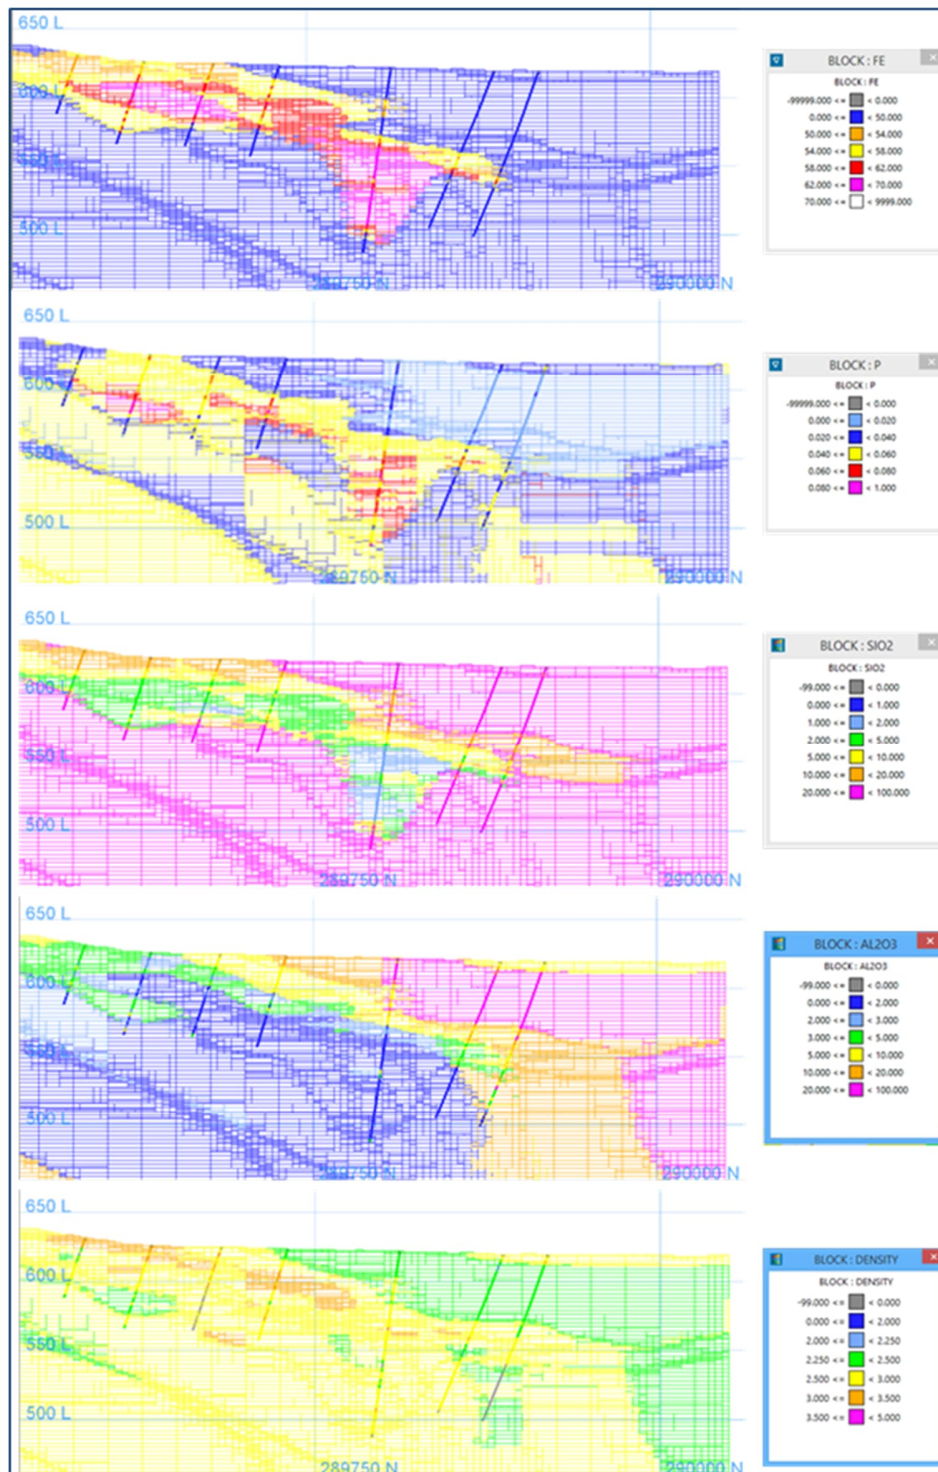 650 L
600 L
550 L
500 L
289750 N
290000 N
BLOCK : FE
BLOCK : FE
-99999.000 <= < 0.000
0.000 <= < 50.000
50.000 <= < 54.000
54.000 <= < 58.000
58.000 <= < 62.000
62.000 <= < 70.000
70.000 <= < 9999.000
650 L
600 L
550 L
500 L
289750 N
290000 N
BLOCK : P
BLOCK : P
-99999.000 <= < 0.000
0.000 <= < 0.020
0.020 <= < 0.040
0.040 <= < 0.060
0.060 <= < 0.080
0.080 <= < 1.000
650 L
600 L
550 L
500 L
289750 N
290000 N
BLOCK : SIO2
BLOCK : SIO2
-99.000 <= < 0.000
0.000 <= < 1.000
1.000 <= < 2.000
2.000 <= < 5.000
5.000 <= < 10.000
10.000 <= < 20.000
20.000 <= < 100.000
650 L
600 L
550 L
500 L
289750 N
290000 N
BLOCK : AL2O3
BLOCK : AL2O3
-99.000 <= < 0.000
0.000 <= < 2.000
2.000 <= < 3.000
3.000 <= < 5.000
5.000 <= < 10.000
10.000 <= < 20.000
20.000 <= < 100.000
650 L
600 L
550 L
500 L
289750 N
290000 N
BLOCK : DENSITY
BLOCK : DENSITY
-99.000 <= < 0.000
0.000 <= < 2.000
2.000 <= < 2.250
2.250 <= < 2.500
2.500 <= < 3.000
3.000 <= < 3.500
3.500 <= < 5.000